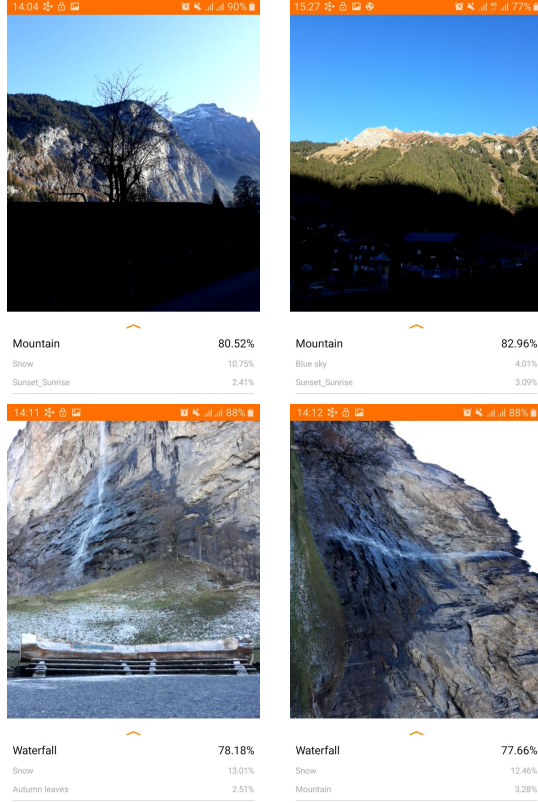 14:04 90%
15:27 77%
Mountain 80.52%
Snow 10.75%
Sunset_Sunrise 2.41%
Mountain 82.96%
Blue sky 4.01%
Sunset_Sunrise 3.09%
14:11 88%
14:12 88%
Waterfall 78.18%
Snow 13.01%
Autumn leaves 2.51%
Waterfall 77.66%
Snow 12.46%
Mountain 3.28%